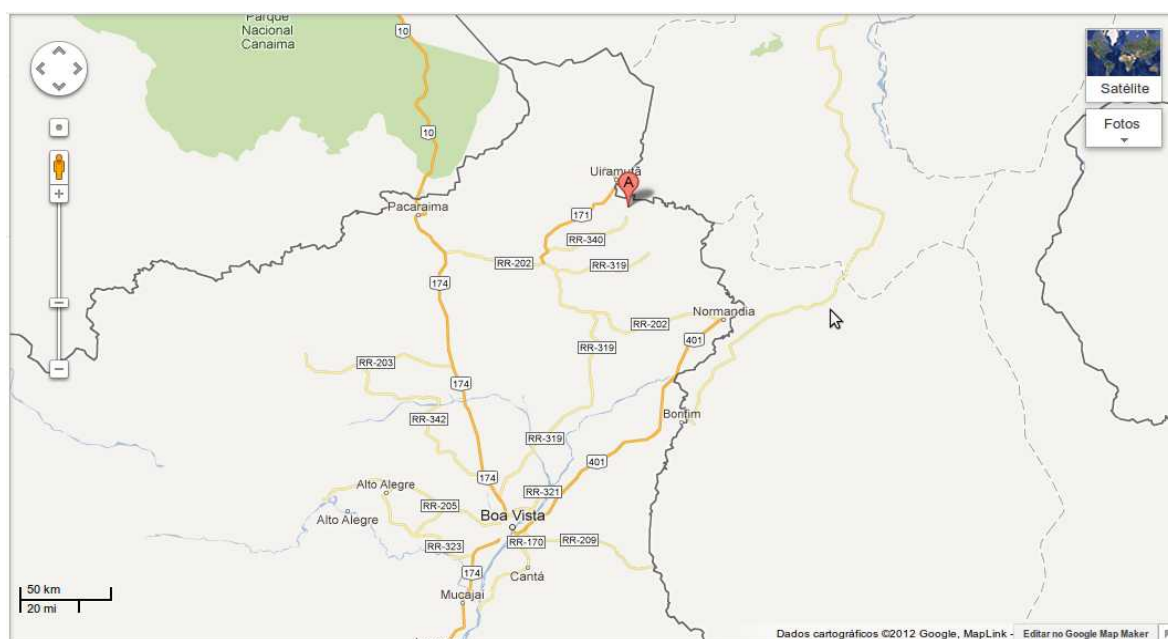 Parque
Nacional
Canaima
10
Satélite
Fotos
10
Uiramutã
A
Pacaraima
171
RR-340
RR-202
RR-319
174
Normandia
RR-202
401
RR-319
RR-203
174
RR-342
Bonfim
RR-319
401
174
Alto Alegre
RR-321
RR-205
Alto Alegre
Boa Vista
RR-170
RR-209
RR-323
174
Cantá
50 km
20 mi
Mucajaí
Dados cartográficos ©2012 Google, MapLink -
Editar no Google Map Maker